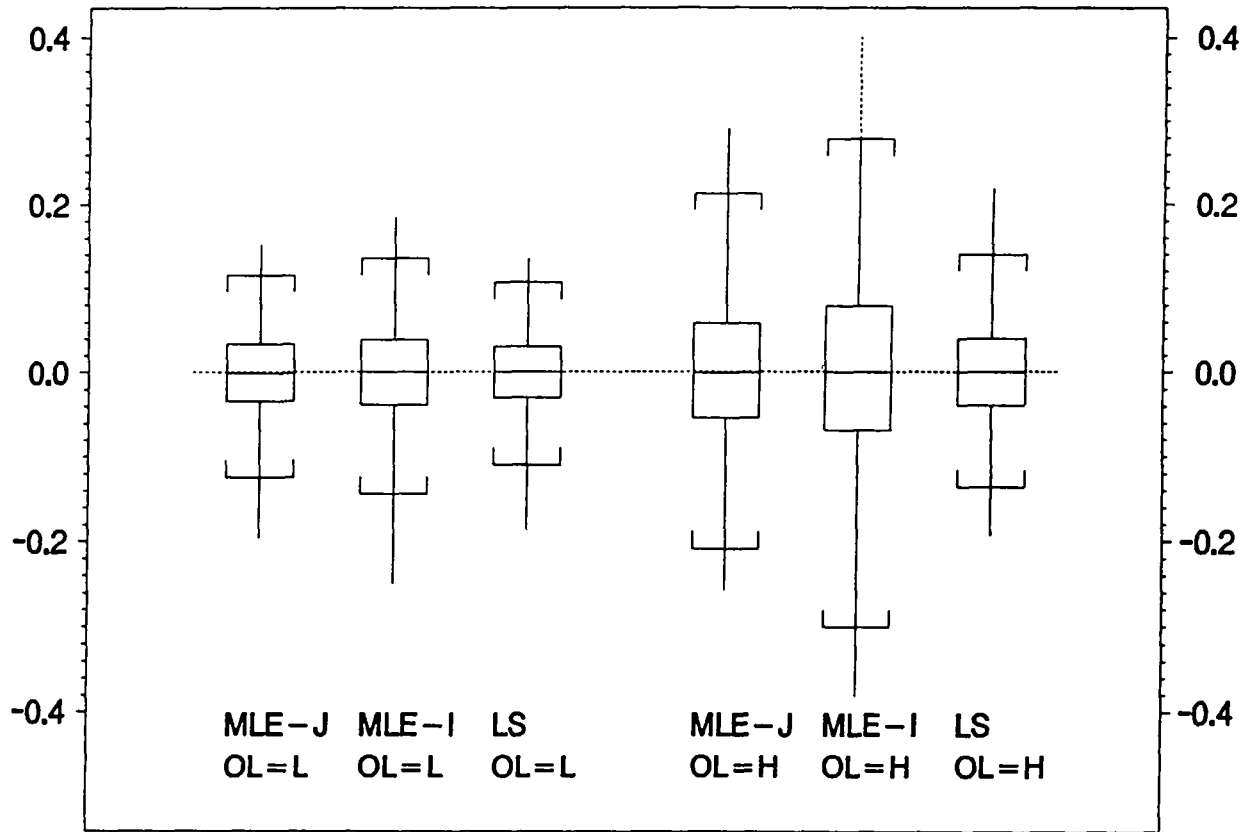 0.4 0.4
0.2 0.2
0.0 0.0
-0.2 -0.2
-0.4 -0.4
MLE-J MLE-I LS MLE-J MLE-I LS
OL=L OL=L OL=L OL=H OL=H OL=H